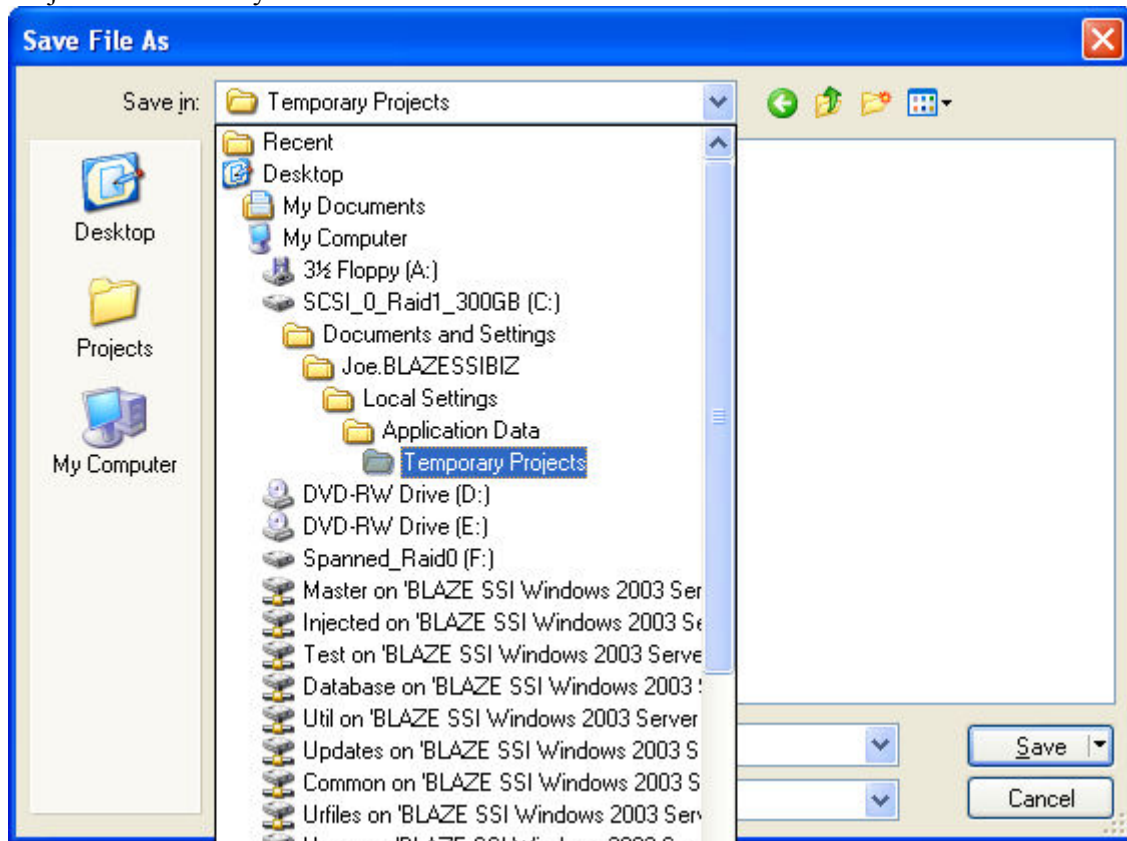 Save File As
Save in:
Temporary Projects
Recent
Desktop
My Documents
My Computer
3½ Floppy (A:)
SCSI_0_Raid1_300GB (C:)
Documents and Settings
Joe.BLAZESSIBIZ
Local Settings
Application Data
Temporary Projects
DVD-RW Drive (D:)
DVD-RW Drive (E:)
Spanned_Raid0 (F:)
Master on 'BLAZE SSI Windows 2003 Ser
Injected on 'BLAZE SSI Windows 2003 Se
Test on 'BLAZE SSI Windows 2003 Serve
Database on 'BLAZE SSI Windows 2003
Util on 'BLAZE SSI Windows 2003 Server
Updates on 'BLAZE SSI Windows 2003 S
Common on 'BLAZE SSI Windows 2003 S
Urfiles on 'BLAZE SSI Windows 2003 Serv
Desktop
Projects
My Computer
Save
Cancel